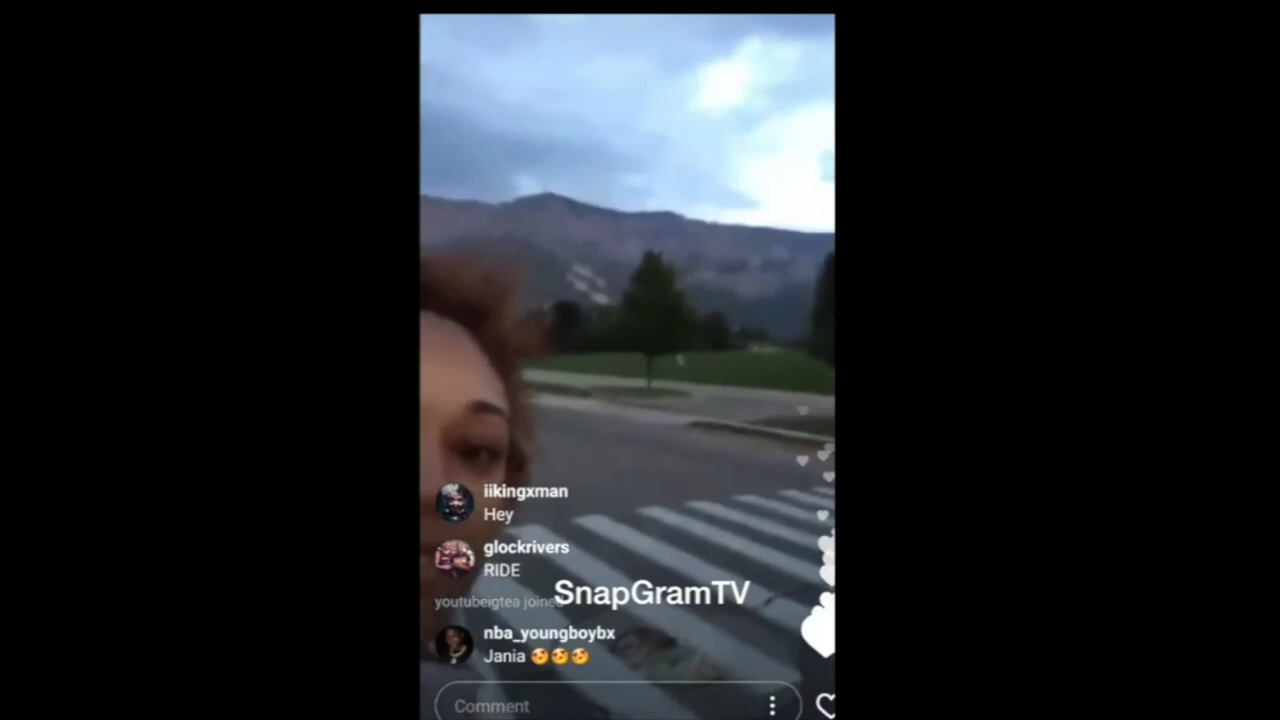 iikingxman
Hey
glockrivers
RIDE
youtubeigtea joined
SnapGramTV
nba_youngboybx
Jania 🥰🥰🥰
Comment